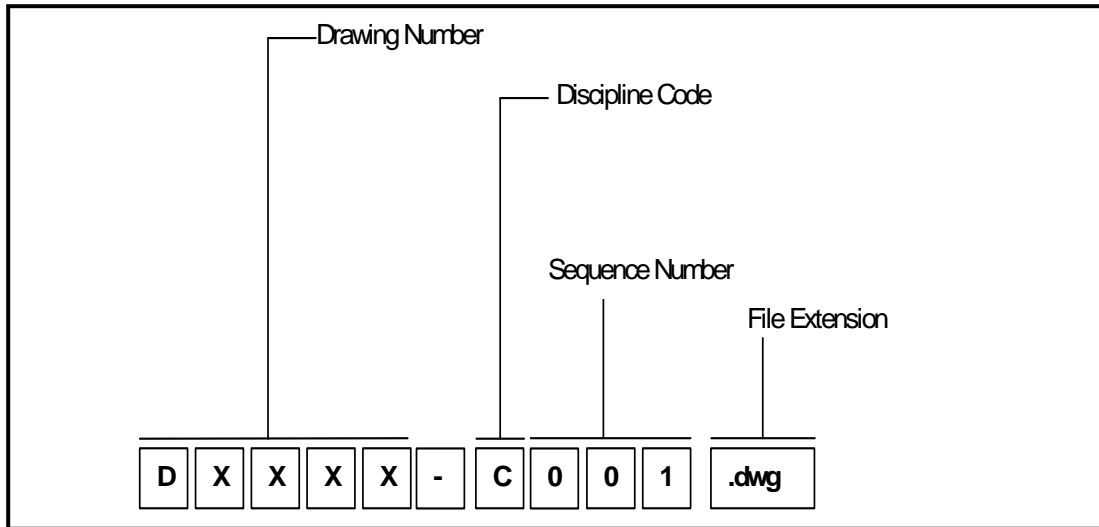 Drawing Number
Discipline Code
Sequence Number
File Extension
D X X X X - C 0 0 1 .dwg